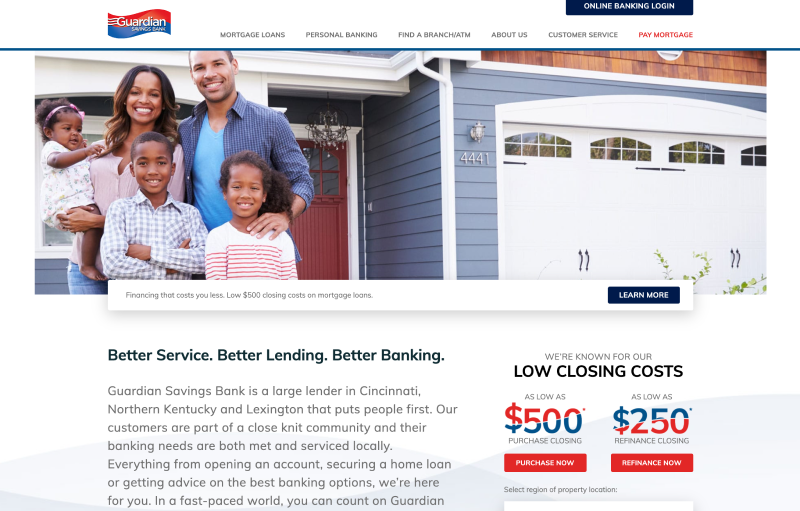 ONLINE BANKING LOGIN
Guardian
SAVINGS BANK
MORTGAGE LOANS PERSONAL BANKING FIND A BRANCH/ATM ABOUT US CUSTOMER SERVICE PAY MORTGAGE
4441
Financing that costs you less. Low $500 closing costs on mortgage loans.
LEARN MORE
Better Service. Better Lending. Better Banking.
Guardian Savings Bank is a large lender in Cincinnati,
Northern Kentucky and Lexington that puts people first. Our
customers are part of a close knit community and their
banking needs are both met and serviced locally.
Everything from opening an account, securing a home loan
or getting advice on the best banking options, we're here
for you. In a fast-paced world, you can count on Guardian
WE'RE KNOWN FOR OUR
LOW CLOSING COSTS
AS LOW AS
$500*
PURCHASE CLOSING
PURCHASE NOW
AS LOW AS
$250*
REFINANCE CLOSING
REFINANCE NOW
Select region of property location: